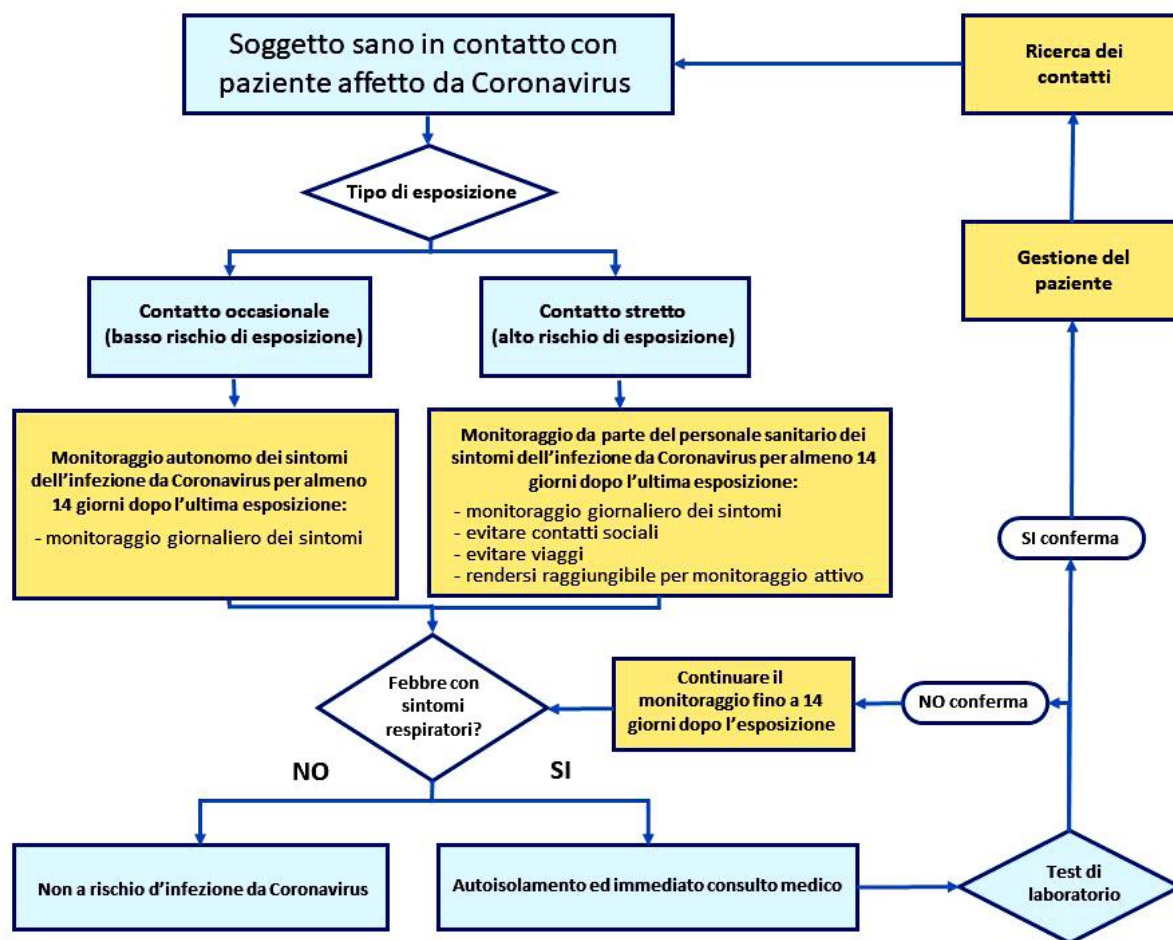 Soggetto sano in contatto con
paziente affetto da Coronavirus
Ricerca dei
contatti
Tipo di esposizione
Gestione del
paziente
Contatto occasionale
(basso rischio di esposizione)
Contatto stretto
(alto rischio di esposizione)
Monitoraggio autonomo dei sintomi
dell'infezione da Coronavirus per almeno
14 giorni dopo l'ultima esposizione:
- monitoraggio giornaliero dei sintomi
Monitoraggio da parte del personale sanitario dei
sintomi dell'infezione da Coronavirus per almeno 14
giorni dopo l'ultima esposizione:
- monitoraggio giornaliero dei sintomi
- evitare contatti sociali
- evitare viaggi
- rendersi raggiungibile per monitoraggio attivo
SI conferma
Febbre con
sintomi
respiratori?
Continuare il
monitoraggio fino a 14
giorni dopo l'esposizione
NO conferma
NO
SI
Non a rischio d'infezione da Coronavirus
Autoisolamento ed immediato consulto medico
Test di
laboratorio